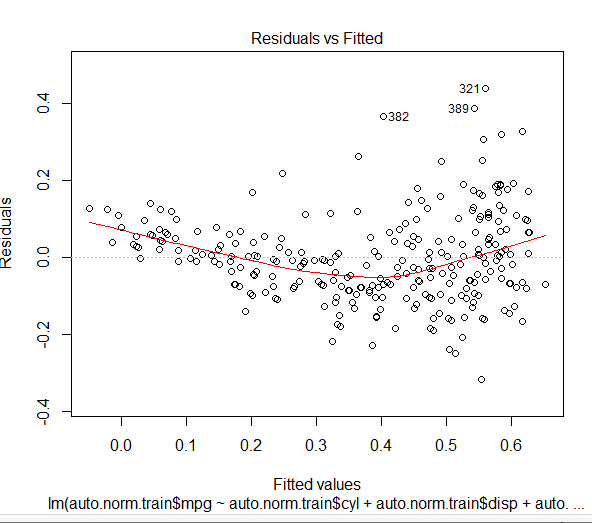 Residuals vs Fitted
321
389
382
Residuals
0.4
0.2
0.0
-0.2
-0.4
0.0 0.1 0.2 0.3 0.4 0.5 0.6
Fitted values
lm(auto.norm.train$mpg ~ auto.norm.train$cyl + auto.norm.train$disp + auto. ...